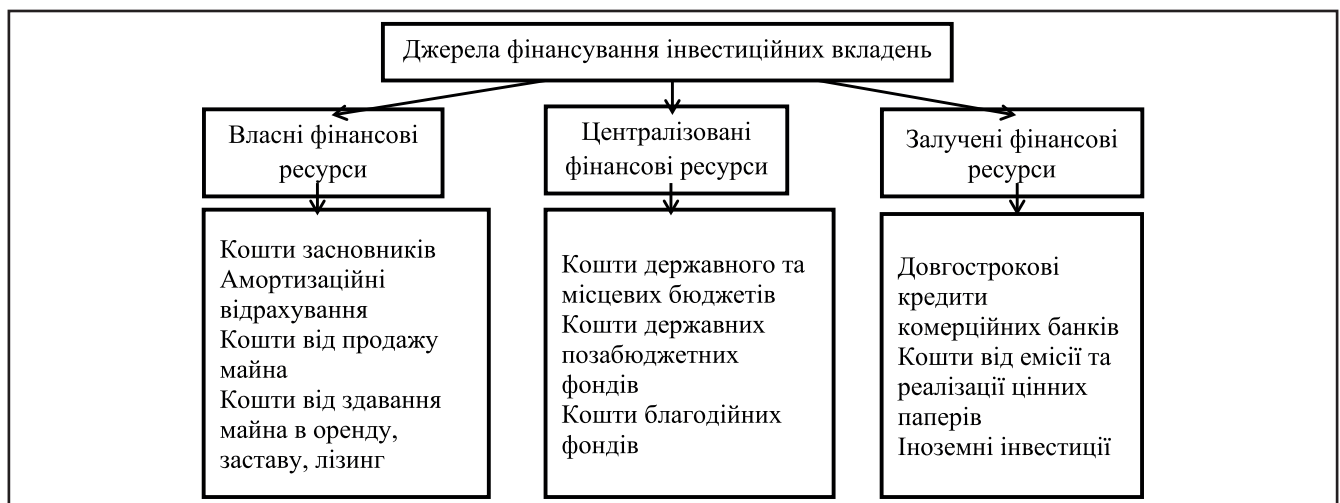 Джерела фінансування інвестиційних вкладень
Власні фінансові
ресурси
Централізовані
фінансові ресурси
Залучені фінансові
ресурси
Кошти засновників
Амортизаційні
відрахування
Кошти від продажу
майна
Кошти від здавання
майна в оренду,
заставу, лізинг
Кошти державного та
місцевих бюджетів
Кошти державних
позабюджетних
фондів
Кошти благодійних
фондів
Довгострокові
кредити
комерційних банків
Кошти від емісії та
реалізації цінних
паперів
Іноземні інвестиції